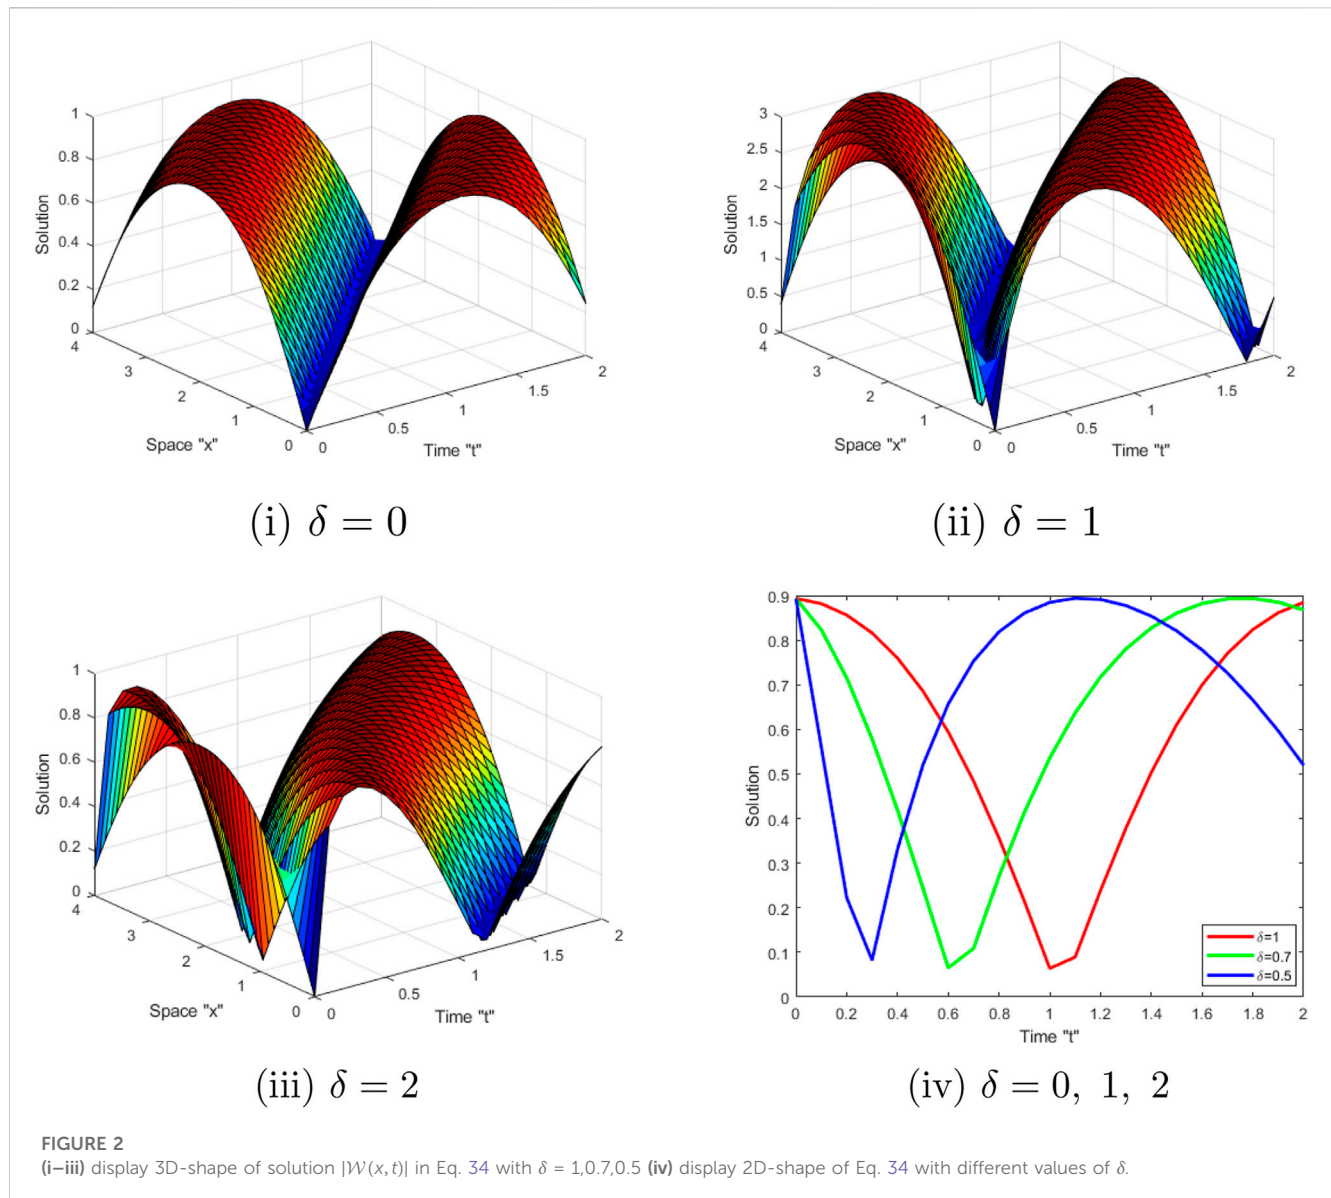 1
0.8
0.6
0.4
0.2
0
Solution
4
3
2
1
0
Space "x"
0
0.5
1
1.5
2
Time "t"
(i) δ = 0
3
2.5
2
1.5
1
0.5
0
Solution
4
3
2
1
0
Space "x"
0
0.5
1
1.5
2
Time "t"
(ii) δ = 1
1
0.8
0.6
0.4
0.2
0
Solution
4
3
2
1
0
Space "x"
0
0.5
1
1.5
2
Time "t"
(iii) δ = 2
0.9
0.8
0.7
0.6
0.5
0.4
0.3
0.2
0.1
0
Solution
δ=1
δ=0.7
δ=0.5
0 0.2 0.4 0.6 0.8 1 1.2 1.4 1.6 1.8 2
Time "t"
(iv) δ = 0, 1, 2
FIGURE 2
(i–iii) display 3D-shape of solution |𝒲(x, t)| in Eq. 34 with δ = 1,0.7,0.5 (iv) display 2D-shape of Eq. 34 with different values of δ.